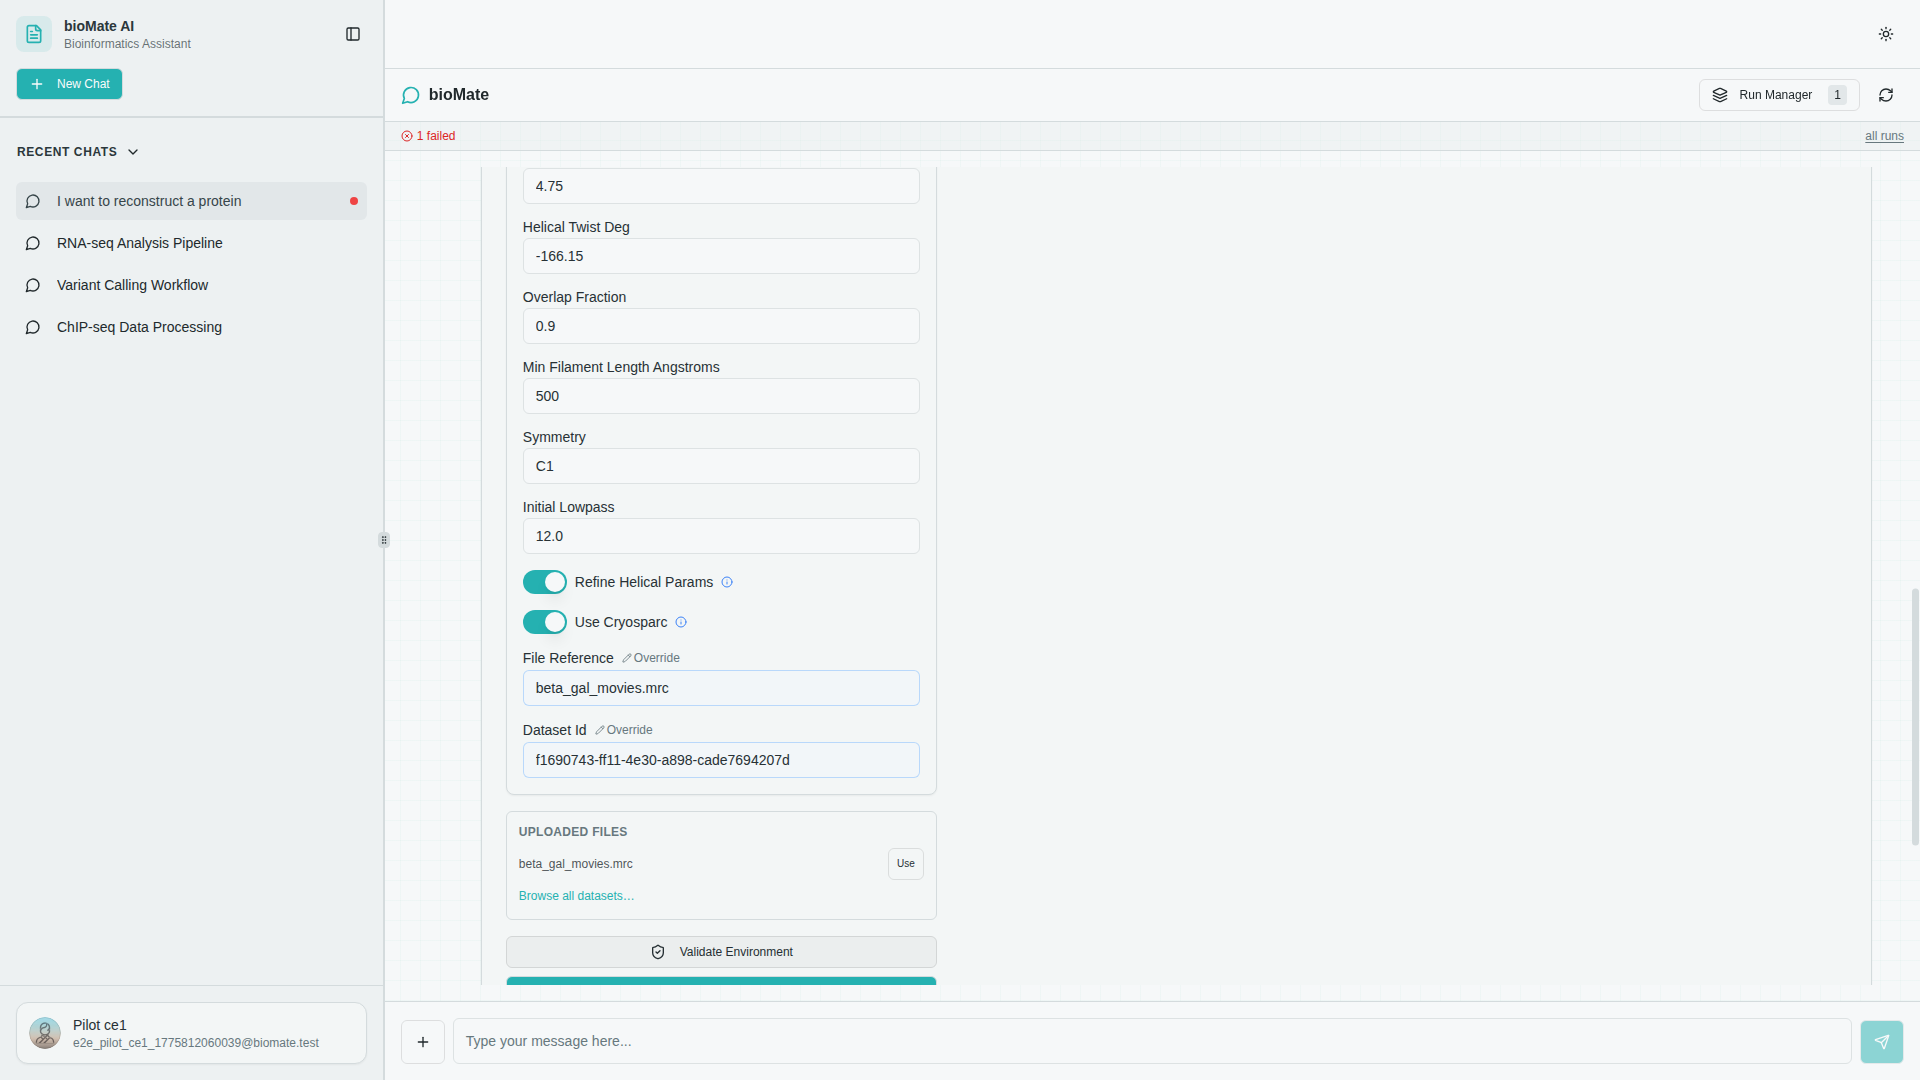 bioMate AI
Bioinformatics Assistant
New Chat
RECENT CHATS
I want to reconstruct a protein
RNA-seq Analysis Pipeline
Variant Calling Workflow
ChIP-seq Data Processing
Pilot ce1
e2e_pilot_ce1_1775812060039@biomate.test
bioMate
Run Manager 1
1 failed
all runs
4.75
Helical Twist Deg
-166.15
Overlap Fraction
0.9
Min Filament Length Angstroms
500
Symmetry
C1
Initial Lowpass
12.0
Refine Helical Params
Use Cryosparc
File Reference Override
beta_gal_movies.mrc
Dataset Id Override
f1690743-ff11-4e30-a898-cade7694207d
UPLOADED FILES
beta_gal_movies.mrc
Use
Browse all datasets…
Validate Environment
Type your message here...